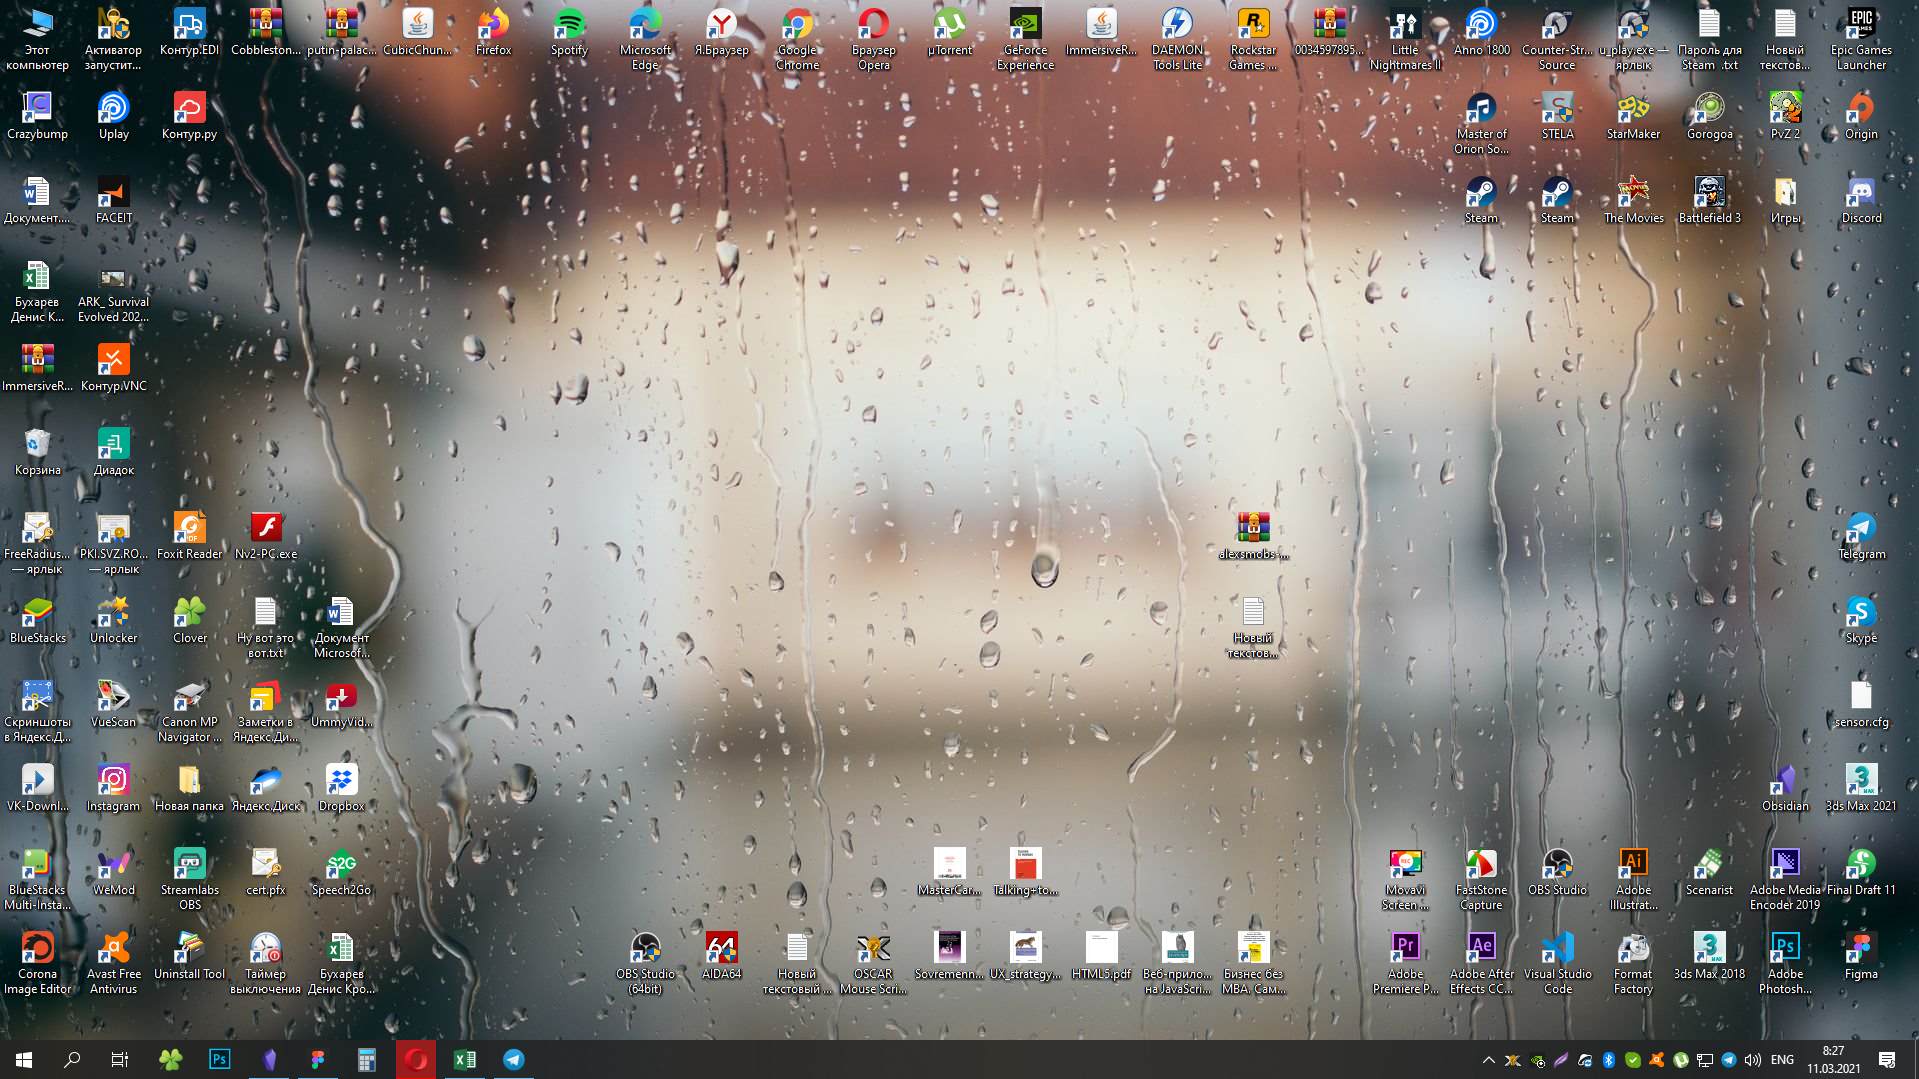 Этот компьютер
Активатор запустит...
Контур.EDI
Cobbleston...
putin-palac...
CubicChun...
Firefox
Spotify
Microsoft Edge
Я.Браузер
Google Chrome
Браузер Opera
µTorrent
GeForce Experience
ImmersiveR...
DAEMON Tools Lite
Rockstar Games ...
0034597895...
Little Nightmares II
Anno 1800
Counter-Str... Source
u_play.exe — ярлык
Пароль для Steam .txt
Новый текстов...
Epic Games Launcher
Crazybump
Uplay
Контур.ру
Master of Orion So...
STELA
StarMaker
Gorogoa
PvZ 2
Origin
Документ....
FACEIT
Steam
Steam
The Movies
Battlefield 3
Игры
Discord
Бухарев Денис К...
ARK_ Survival Evolved 202...
ImmersiveR...
Контур.VNC
Корзина
Диадок
FreeRadius... — ярлык
PKI.SVZ.RO... — ярлык
Foxit Reader
Nv2-PC.exe
alexsmobs-...
Telegram
BlueStacks
Unlocker
Clover
Ну вот это вот.txt
Документ Microsof...
Новый текстов...
Skype
Скриншоты в Яндекс.Д...
VueScan
Canon MP Navigator ...
Заметки в Яндекс.Ди...
UmmyVid...
sensor.cfg
VK-Downl...
Instagram
Новая папка
Яндекс.Диск
Dropbox
Obsidian
3ds Max 2021
BlueStacks Multi-Insta...
WeMod
Streamlabs OBS
cert.pfx
Speech2Go
MasterCar...
Talking+to...
Movavi Screen ...
FastStone Capture
OBS Studio
Adobe Illustrat...
Scenarist
Adobe Media Encoder 2019
Final Draft 11
Corona Image Editor
Avast Free Antivirus
Uninstall Tool
Таймер выключения
Бухарев Денис Кро...
OBS Studio (64bit)
AIDA64
Новый текстовый ...
OSCAR Mouse Scri...
Sovremenn...
UX_strategy...
HTML5.pdf
Веб-прило... на JavaScri...
Бизнес без MBA. Сам...
Adobe Premiere P...
Adobe After Effects CC...
Visual Studio Code
Format Factory
3ds Max 2018
Adobe Photosh...
Figma
ENG
8:27
11.03.2021